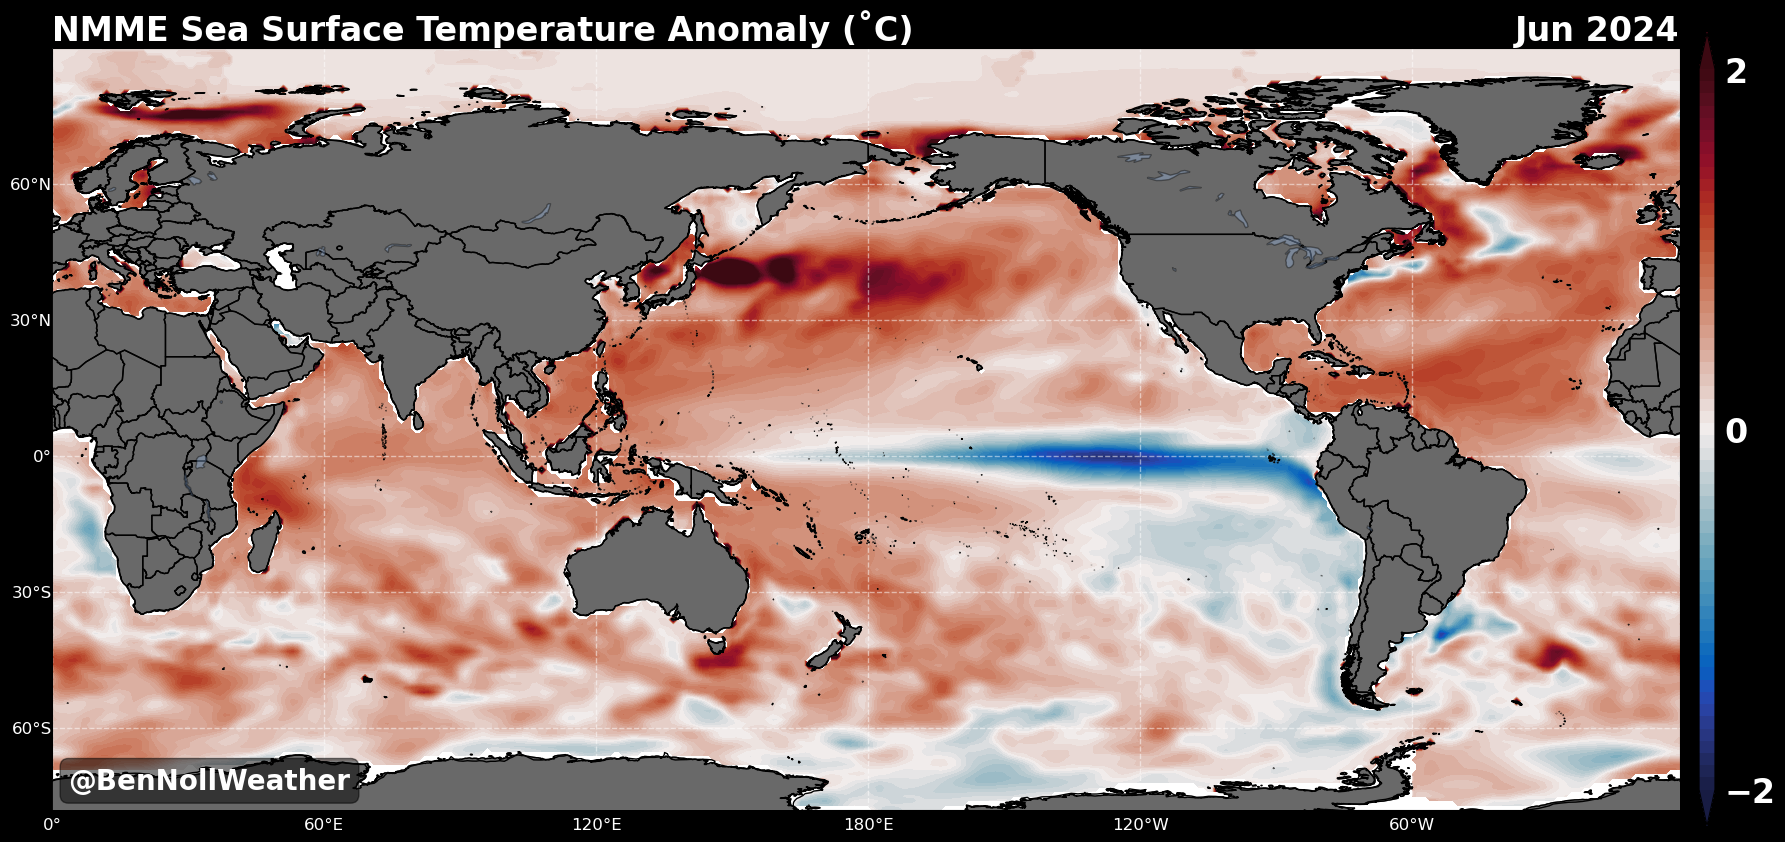 NMME Sea Surface Temperature Anomaly (˚C)
Jun 2024
2
0
−2
60°N
30°N
0°
30°S
60°S
@BenNollWeather
0°
60°E
120°E
180°E
120°W
60°W